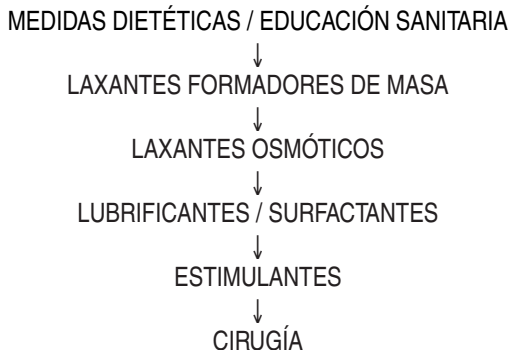 MEDIDAS DIETÉTICAS / EDUCACIÓN SANITARIA
↓
LAXANTES FORMADORES DE MASA
↓
LAXANTES OSMÓTICOS
↓
LUBRIFICANTES / SURFACTANTES
↓
ESTIMULANTES
↓
CIRUGÍA